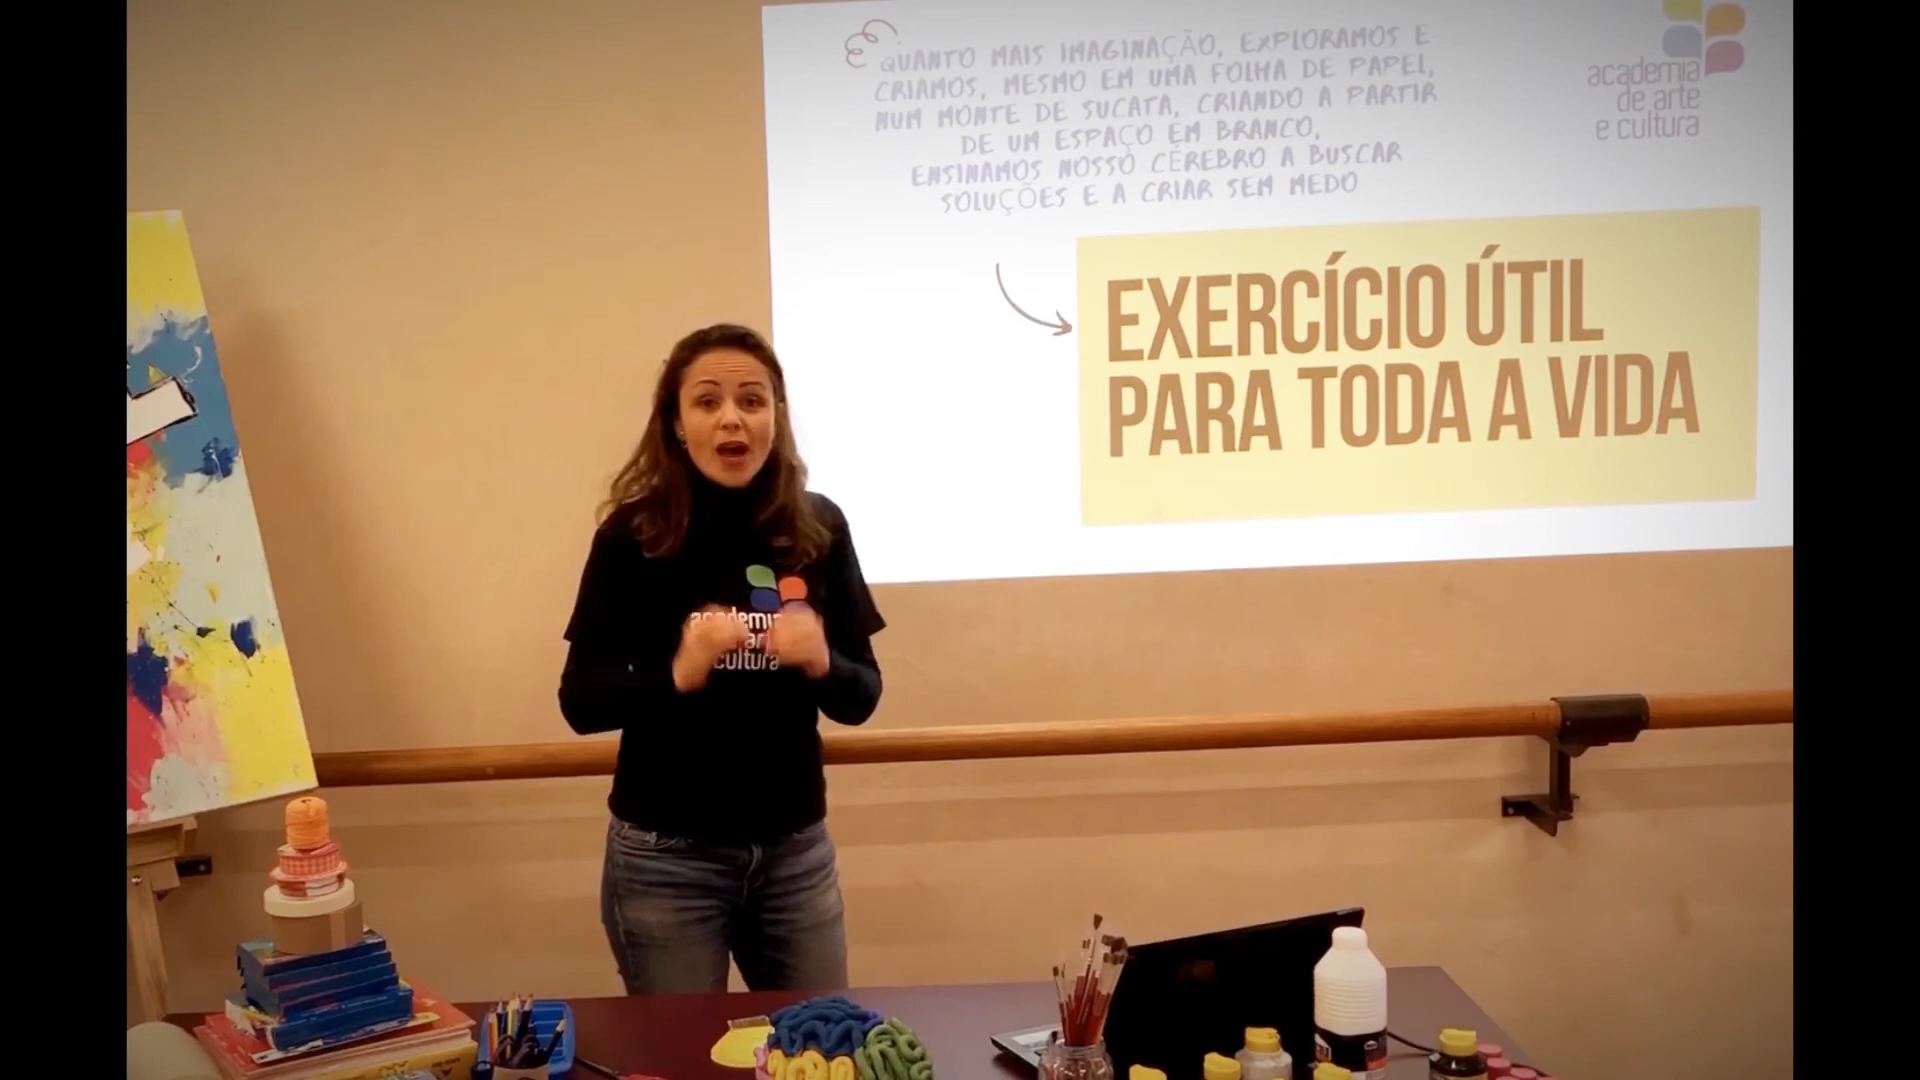 QUANTO MAIS IMAGINAÇÃO, EXPLORAMOS E
CRIAMOS, MESMO EM UMA FOLHA DE PAPEL,
NUM MONTE DE SUCATA, CRIANDO A PARTIR
DE UM ESPAÇO EM BRANCO,
ENSINAMOS NOSSO CÉREBRO A BUSCAR
SOLUÇÕES E A CRIAR SEM MEDO
academia
de arte
e cultura
EXERCÍCIO ÚTIL
PARA TODA A VIDA
cultura